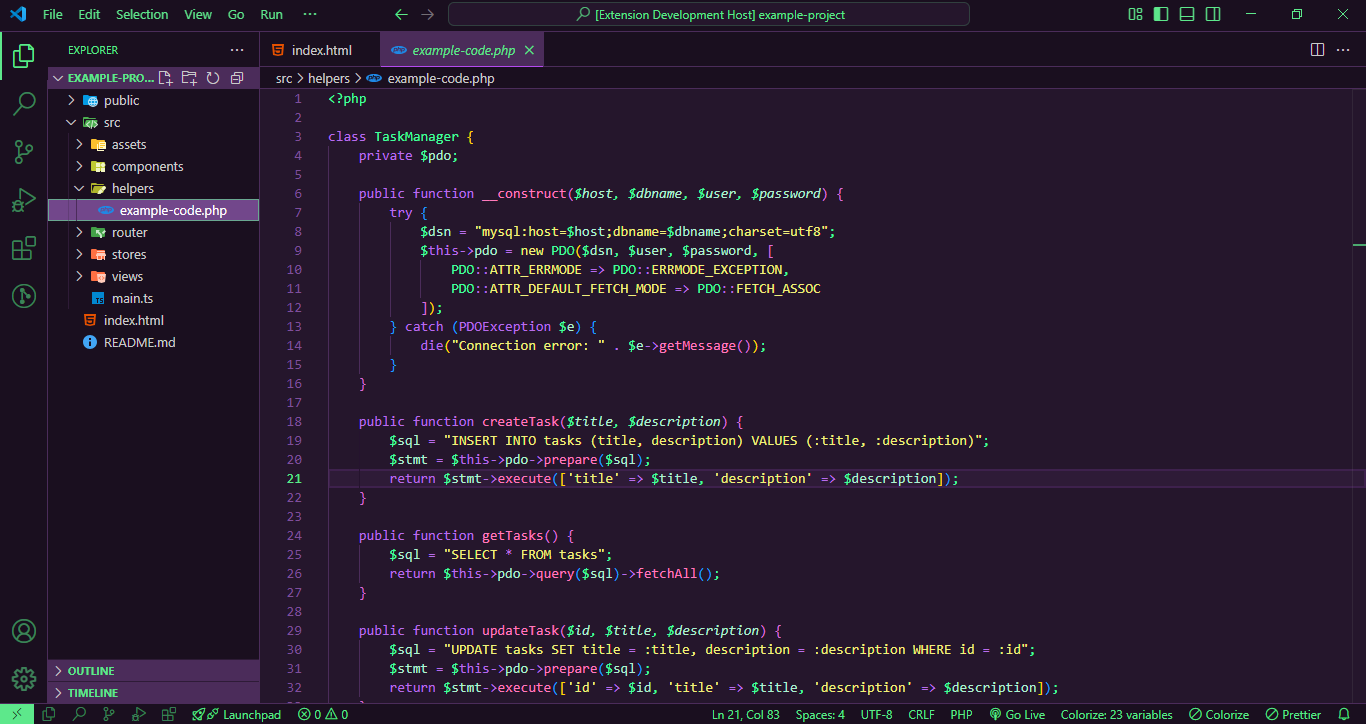 File Edit Selection View Go Run ··· [Extension Development Host] example-project
EXPLORER ···
EXAMPLE-PRO...
public
src
assets
components
helpers
example-code.php
router
stores
views
TS main.ts
index.html
README.md
OUTLINE
TIMELINE
index.html example-code.php
src > helpers > example-code.php
1 <?php
2
3 class TaskManager {
4     private $pdo;
5
6     public function __construct($host, $dbname, $user, $password) {
7         try {
8             $dsn = "mysql:host=$host;dbname=$dbname;charset=utf8";
9             $this->pdo = new PDO($dsn, $user, $password, [
10                 PDO::ATTR_ERRMODE => PDO::ERRMODE_EXCEPTION,
11                 PDO::ATTR_DEFAULT_FETCH_MODE => PDO::FETCH_ASSOC
12             ]);
13         } catch (PDOException $e) {
14             die("Connection error: " . $e->getMessage());
15         }
16     }
17
18     public function createTask($title, $description) {
19         $sql = "INSERT INTO tasks (title, description) VALUES (:title, :description)";
20         $stmt = $this->pdo->prepare($sql);
21         return $stmt->execute(['title' => $title, 'description' => $description]);
22     }
23
24     public function getTasks() {
25         $sql = "SELECT * FROM tasks";
26         return $this->pdo->query($sql)->fetchAll();
27     }
28
29     public function updateTask($id, $title, $description) {
30         $sql = "UPDATE tasks SET title = :title, description = :description WHERE id = :id";
31         $stmt = $this->pdo->prepare($sql);
32         return $stmt->execute(['id' => $id, 'title' => $title, 'description' => $description]);
Launchpad 0 0 Ln 21, Col 83 Spaces: 4 UTF-8 CRLF PHP Go Live Colorize: 23 variables Colorize Prettier